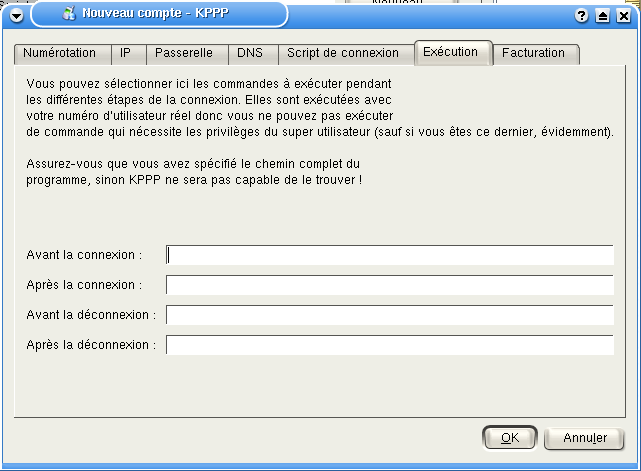 Nouveau compte - KPPP
Numérotation IP Passerelle DNS Script de connexion Exécution Facturation
Vous pouvez sélectionner ici les commandes à exécuter pendant
les différentes étapes de la connexion. Elles sont exécutées avec
votre numéro d'utilisateur réel donc vous ne pouvez pas exécuter
de commande qui nécessite les privilèges du super utilisateur (sauf si vous êtes ce dernier, évidemment).
Assurez-vous que vous avez spécifié le chemin complet du
programme, sinon KPPP ne sera pas capable de le trouver !
Avant la connexion :
Après la connexion :
Avant la déconnexion :
Après la déconnexion :
OK Annuler